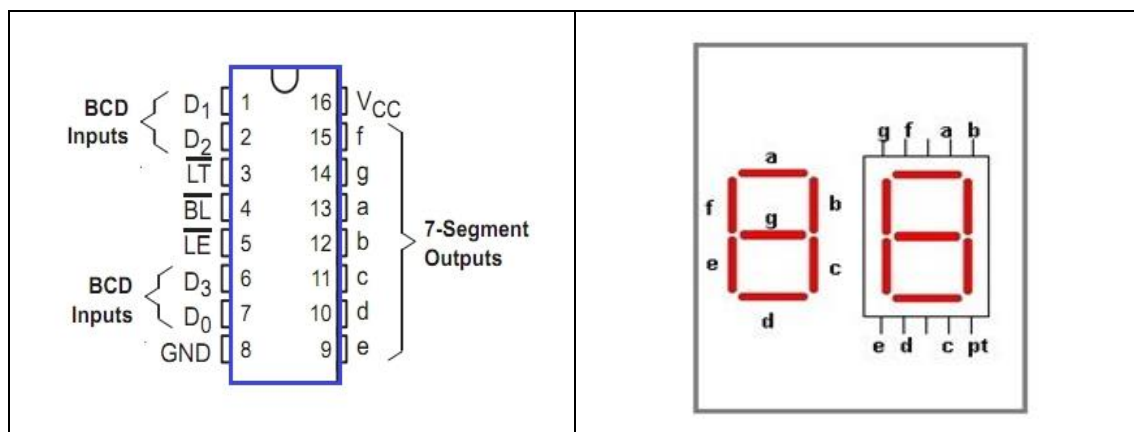 BCD
Inputs
D1 1
D2 2
LT 3
BL 4
LE 5
BCD
Inputs
D3 6
D0 7
GND 8
16 VCC
15 f
14 g
13 a
12 b
11 c
10 d
9 e
7-Segment
Outputs
a
f b
g
e c
d
g f a b
e d c pt